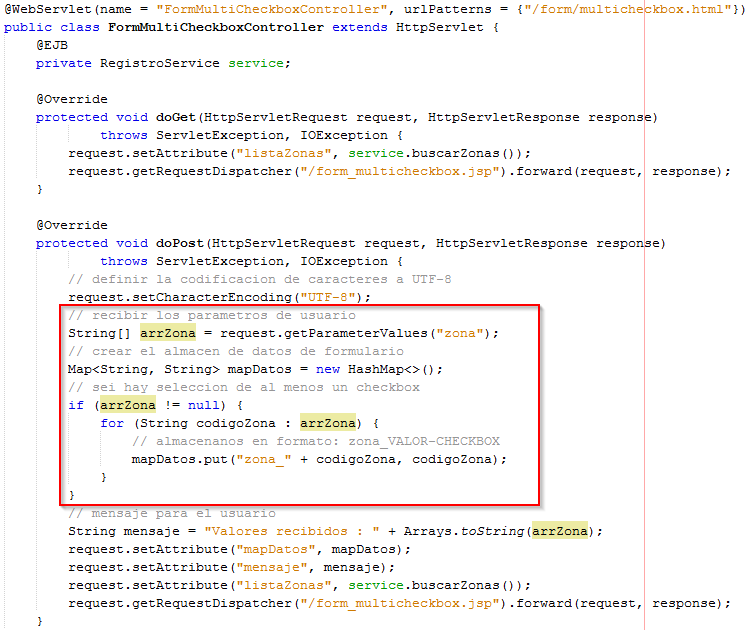 @WebServlet(name = "FormMultiCheckboxController", urlPatterns = {"/form/multicheckbox.html"})
public class FormMultiCheckboxController extends HttpServlet {
    @EJB
    private RegistroService service;

    @Override
    protected void doGet(HttpServletRequest request, HttpServletResponse response)
            throws ServletException, IOException {
        request.setAttribute("listaZonas", service.buscarZonas());
        request.getRequestDispatcher("/form_multicheckbox.jsp").forward(request, response);
    }

    @Override
    protected void doPost(HttpServletRequest request, HttpServletResponse response)
            throws ServletException, IOException {
        // definir la codificacion de caracteres a UTF-8
        request.setCharacterEncoding("UTF-8");
        // recibir los parametros de usuario
        String[] arrZona = request.getParameterValues("zona");
        // crear el almacen de datos de formulario
        Map<String, String> mapDatos = new HashMap<>();
        // sei hay seleccion de al menos un checkbox
        if (arrZona != null) {
            for (String codigoZona : arrZona) {
                // almacenanos en formato: zona_VALOR-CHECKBOX
                mapDatos.put("zona_" + codigoZona, codigoZona);
            }
        }
        // mensaje para el usuario
        String mensaje = "Valores recibidos : " + Arrays.toString(arrZona);
        request.setAttribute("mapDatos", mapDatos);
        request.setAttribute("mensaje", mensaje);
        request.setAttribute("listaZonas", service.buscarZonas());
        request.getRequestDispatcher("/form_multicheckbox.jsp").forward(request, response);
    }